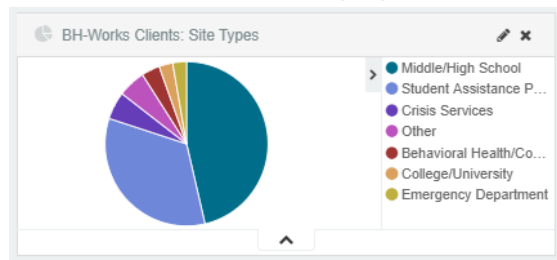 BH-Works Clients: Site Types
Middle/High School
Student Assistance P...
Crisis Services
Other
Behavioral Health/Co...
College/University
Emergency Department